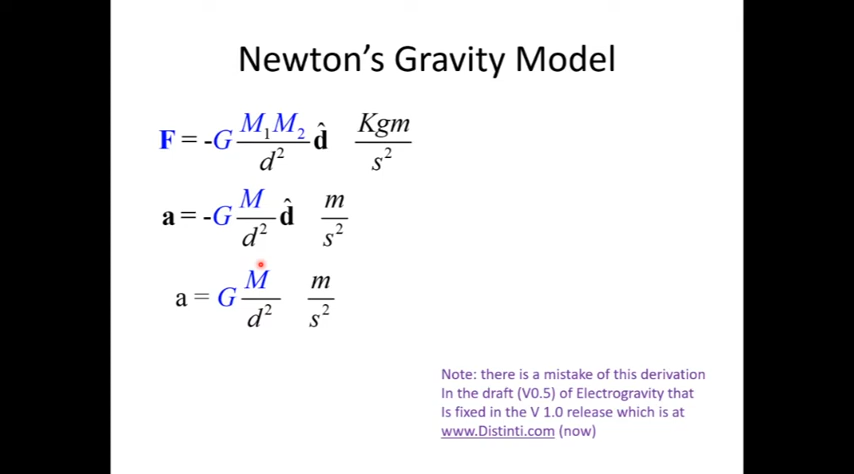 Newton's Gravity Model
F = -G M₁M₂ / d² d̂ Kgm / s²
a = -G M / d² d̂ m / s²
a = G M / d² m / s²
Note: there is a mistake of this derivation
In the draft (V0.5) of Electrogravity that
Is fixed in the V 1.0 release which is at
www.Distinti.com (now)